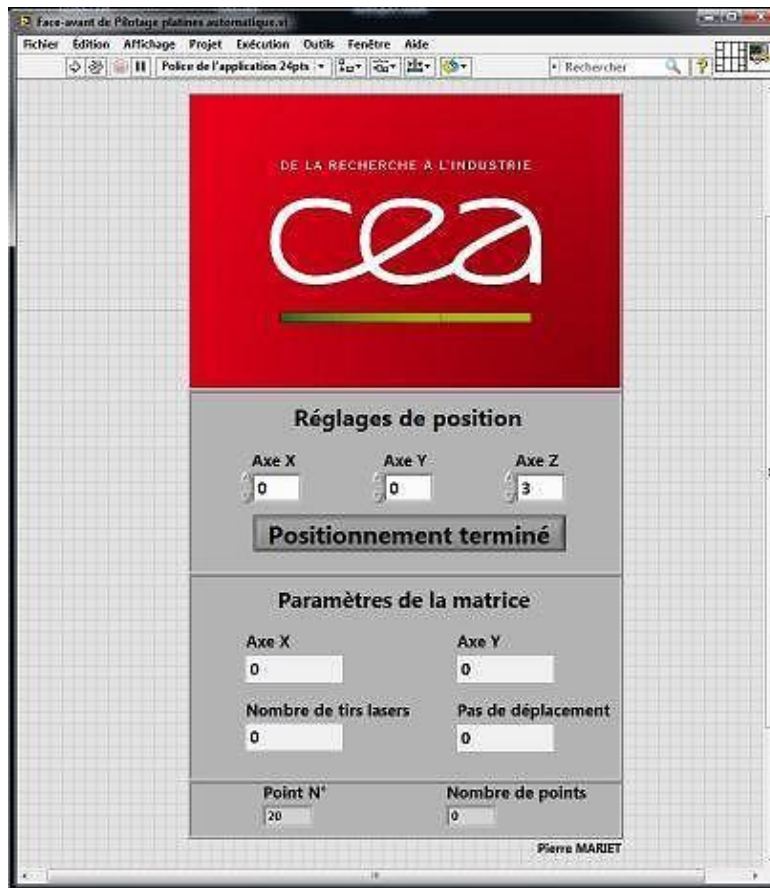 Face-avant de Pilotage platines automatique.vi
Fichier Édition Affichage Projet Exécution Outils Fenêtre Aide
Police de l'application 24pts Rechercher
DE LA RECHERCHE À L'INDUSTRIE
cea
Réglages de position
Axe X Axe Y Axe Z
0 0 3
Positionnement terminé
Paramètres de la matrice
Axe X Axe Y
0 0
Nombre de tirs lasers Pas de déplacement
0 0
Point N° Nombre de points
20 0
Pierre MARIET